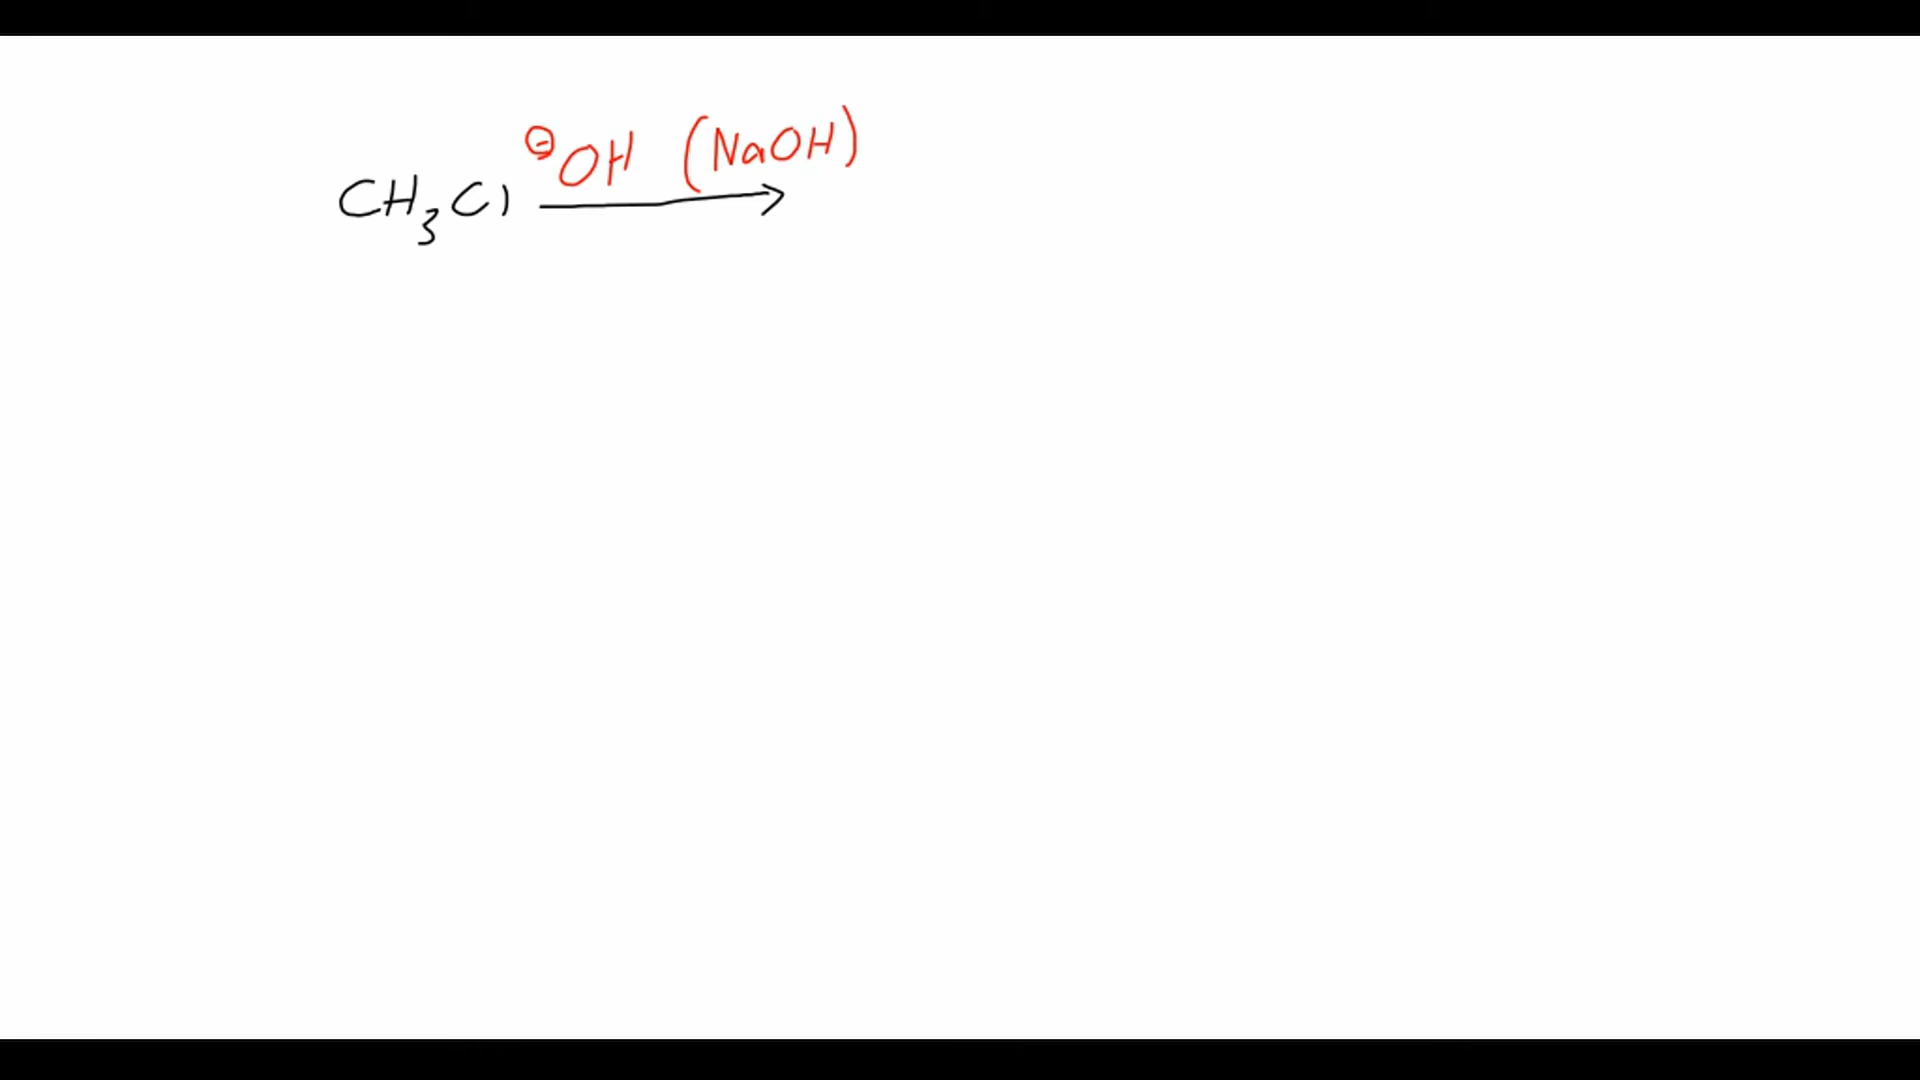 CH₃Cl ⊖OH (NaOH) →